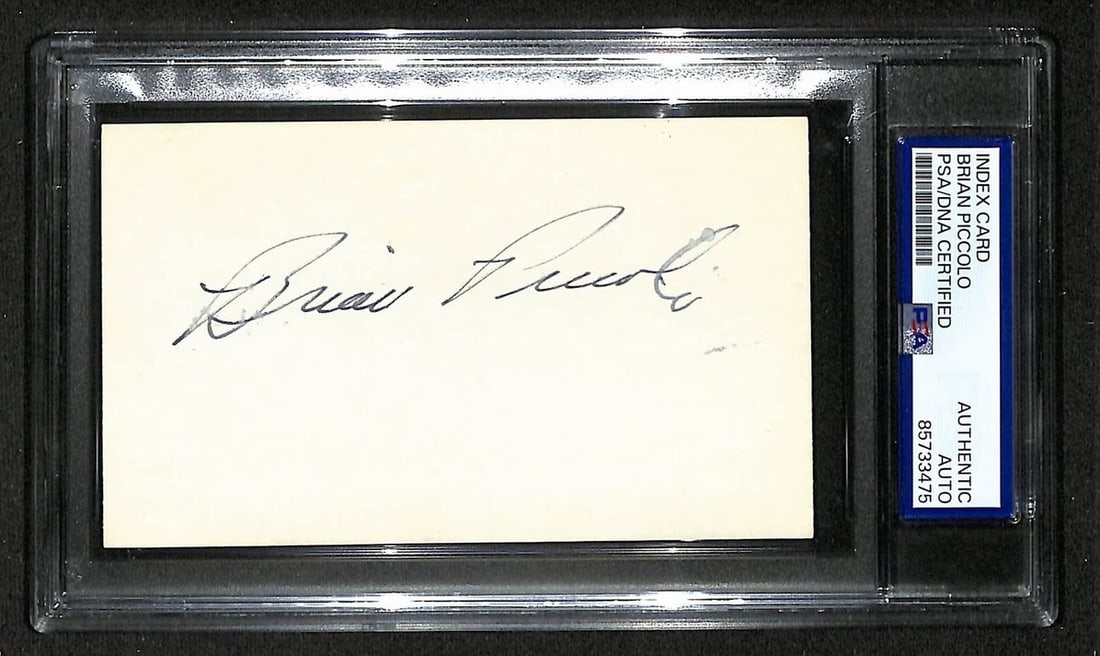 Brian Piccolo
INDEX CARD
BRIAN PICCOLO
PSA/DNA CERTIFIED
PSA
AUTHENTIC
AUTO
85733475